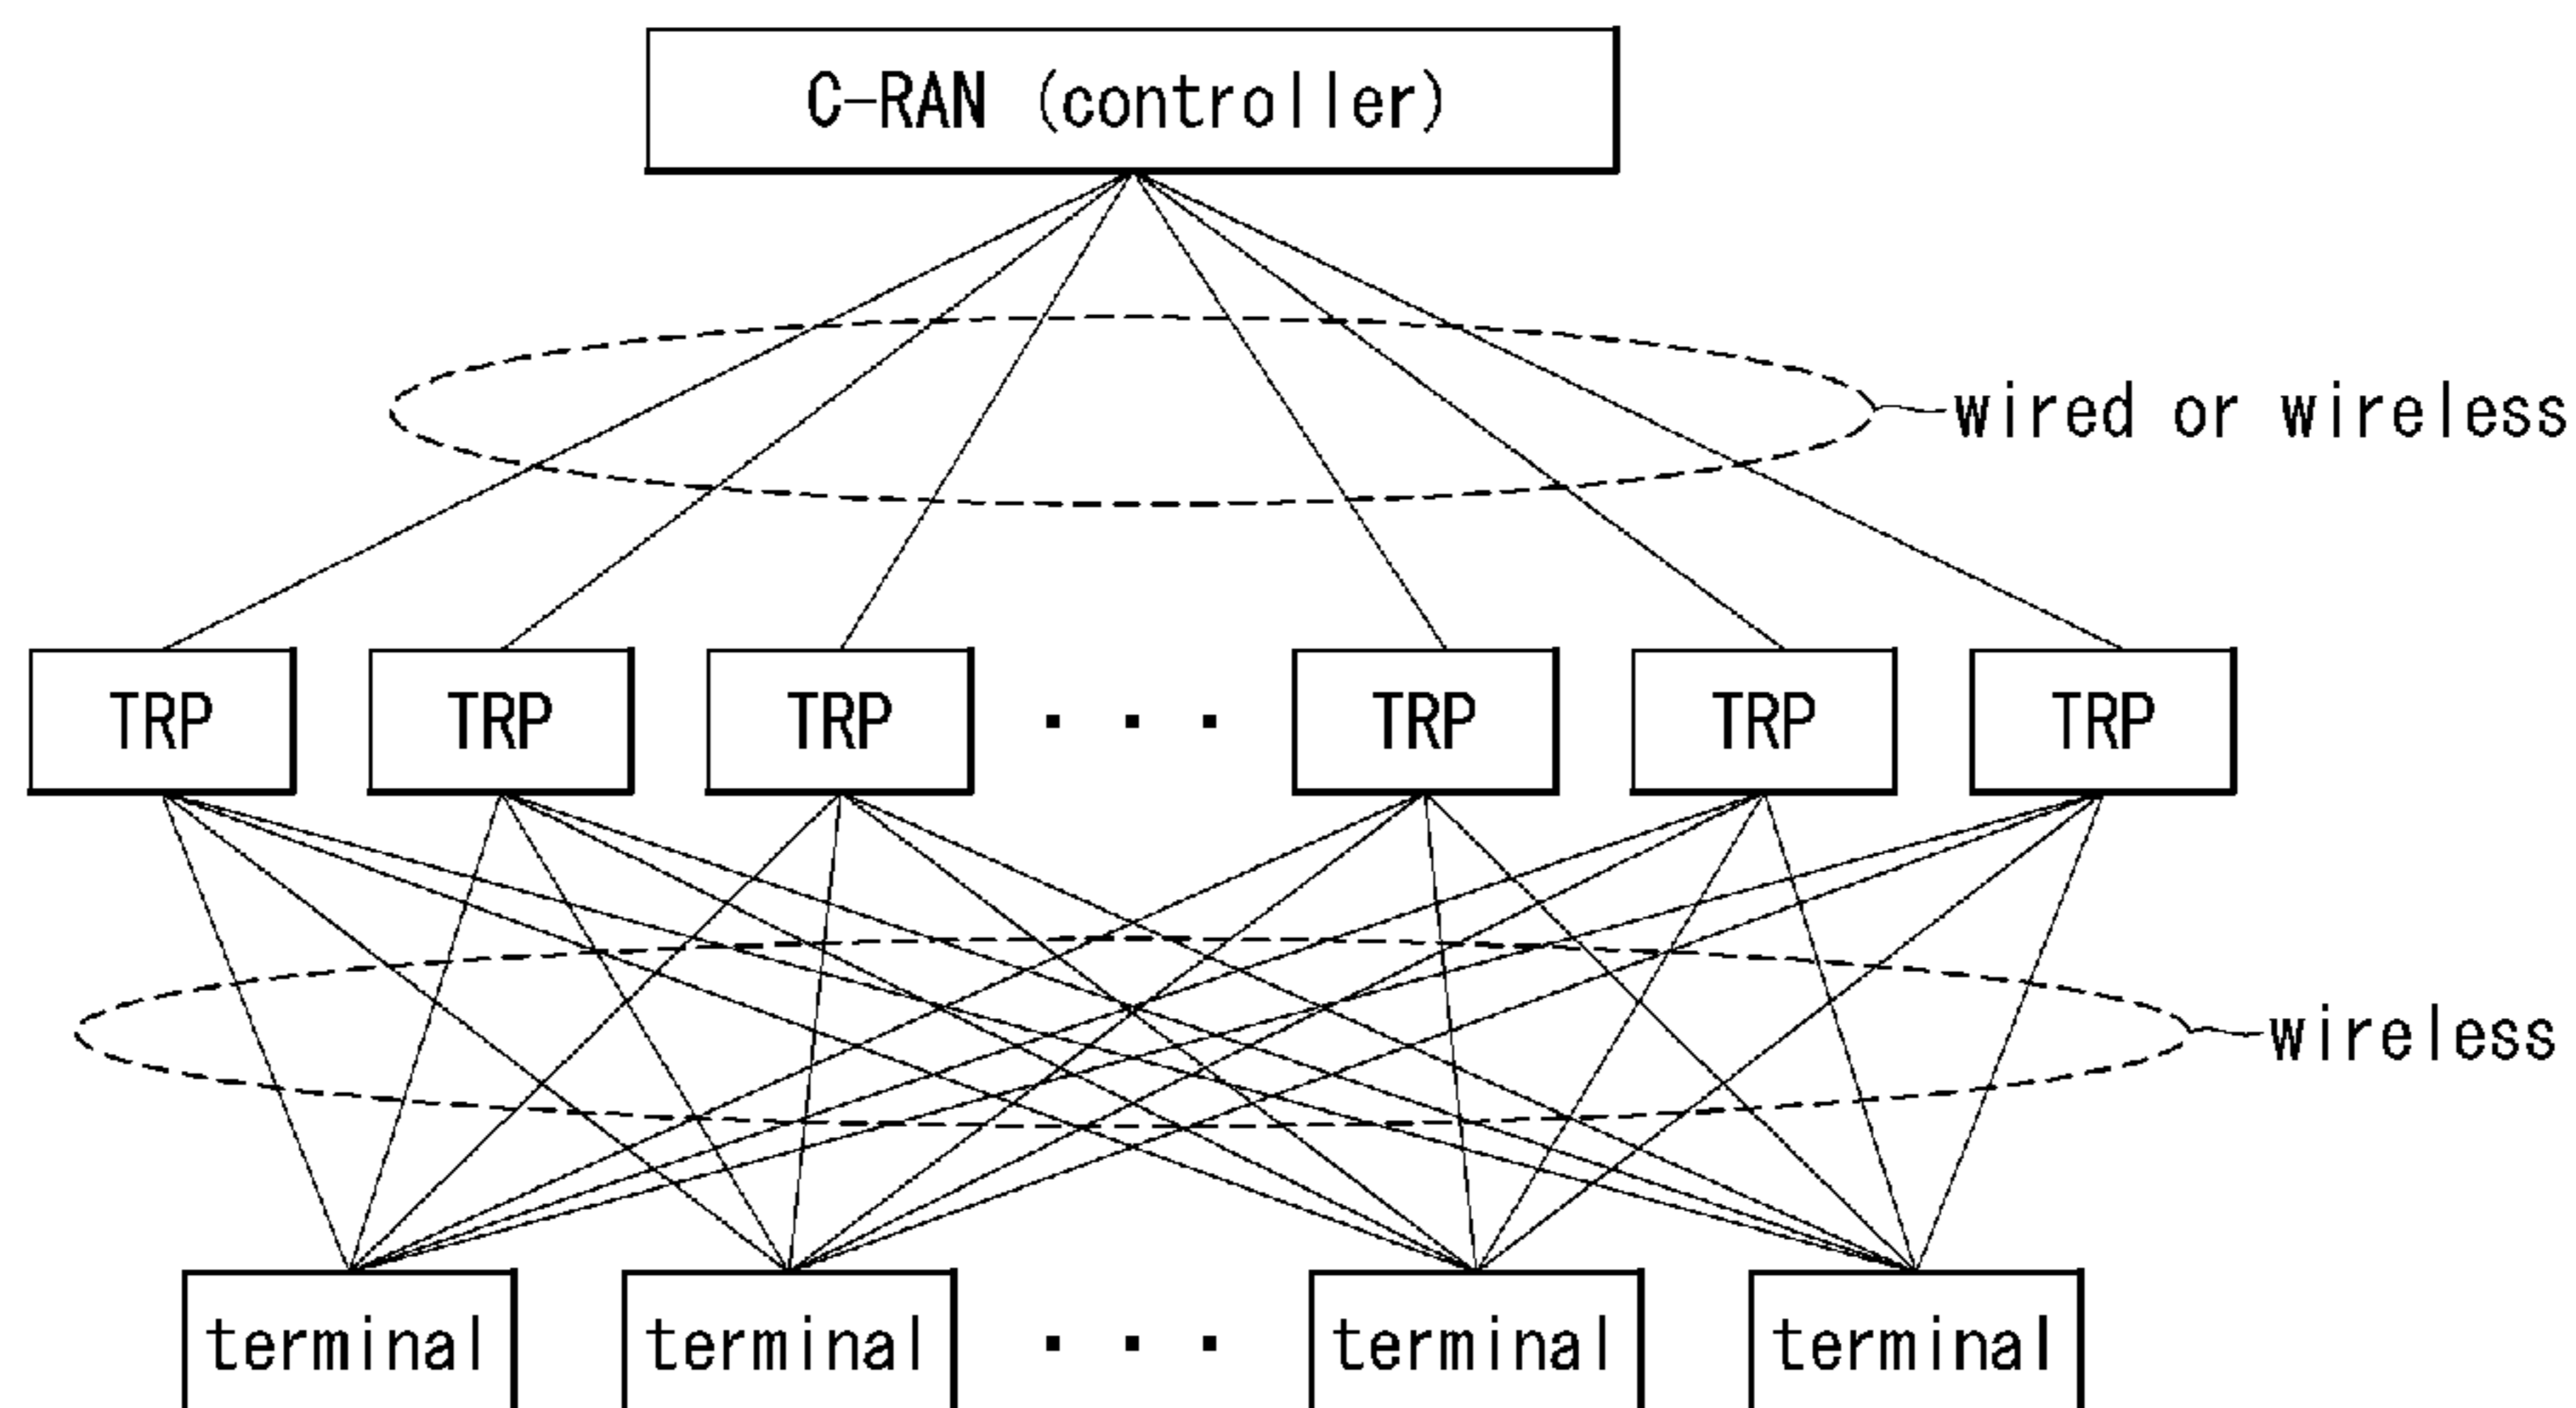 C-RAN (controller)
wired or wireless
TRP TRP TRP . . . TRP TRP TRP
wireless
terminal terminal . . . terminal terminal